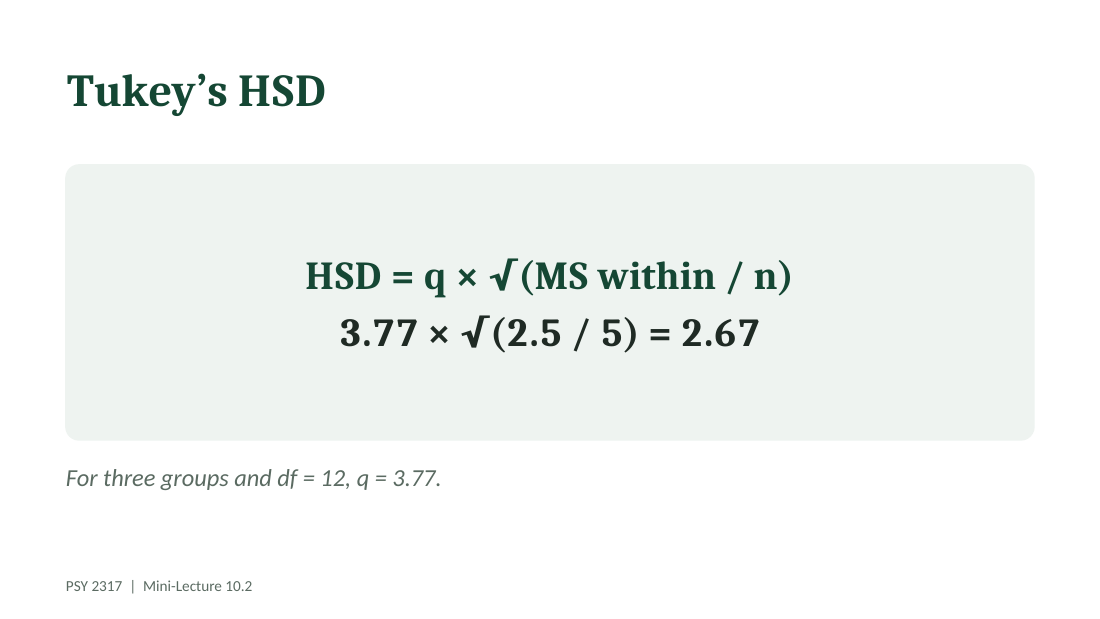 Tukey’s HSD
HSD = q × √(MS within / n)
3.77 × √(2.5 / 5) = 2.67
For three groups and df = 12, q = 3.77.
PSY 2317 | Mini-Lecture 10.2